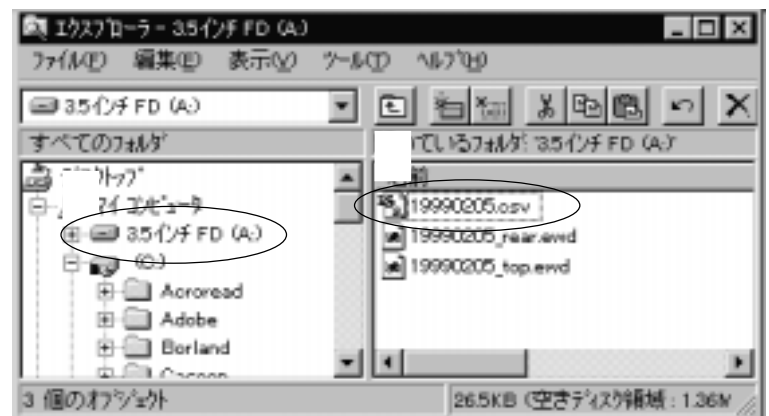 エクスプローラ - 3.5インチ FD (A:)
ファイル(F) 編集(E) 表示(V) ツール(T) ヘルプ(H)
3.5インチ FD (A:)
すべてのフォルダ
ているフォルダ: '3.5インチ FD (A:)'
マイ コンピュータ
3.5インチ FD (A:)
(C:)
Acroread
Adobe
Borland
19990205.csv
19990205_rear.ewd
19990205_top.ewd
3 個のオブジェクト
26.5KB (空きディスク領域 : 1.36M